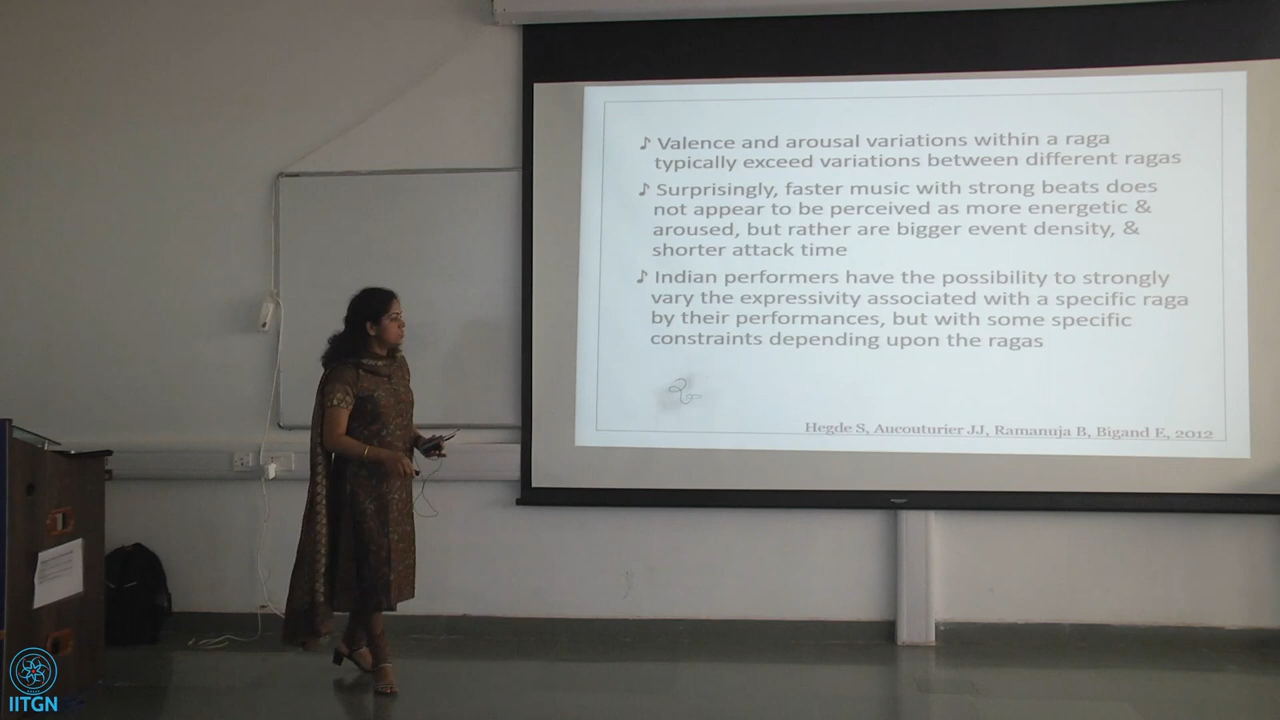 ♪ Valence and arousal variations within a raga
typically exceed variations between different ragas
♪ Surprisingly, faster music with strong beats does
not appear to be perceived as more energetic &
aroused, but rather are bigger event density, &
shorter attack time
♪ Indian performers have the possibility to strongly
vary the expressivity associated with a specific raga
by their performances, but with some specific
constraints depending upon the ragas
Hegde S, Aucouturier JJ, Ramanuja B, Bigand E, 2012
IITGN